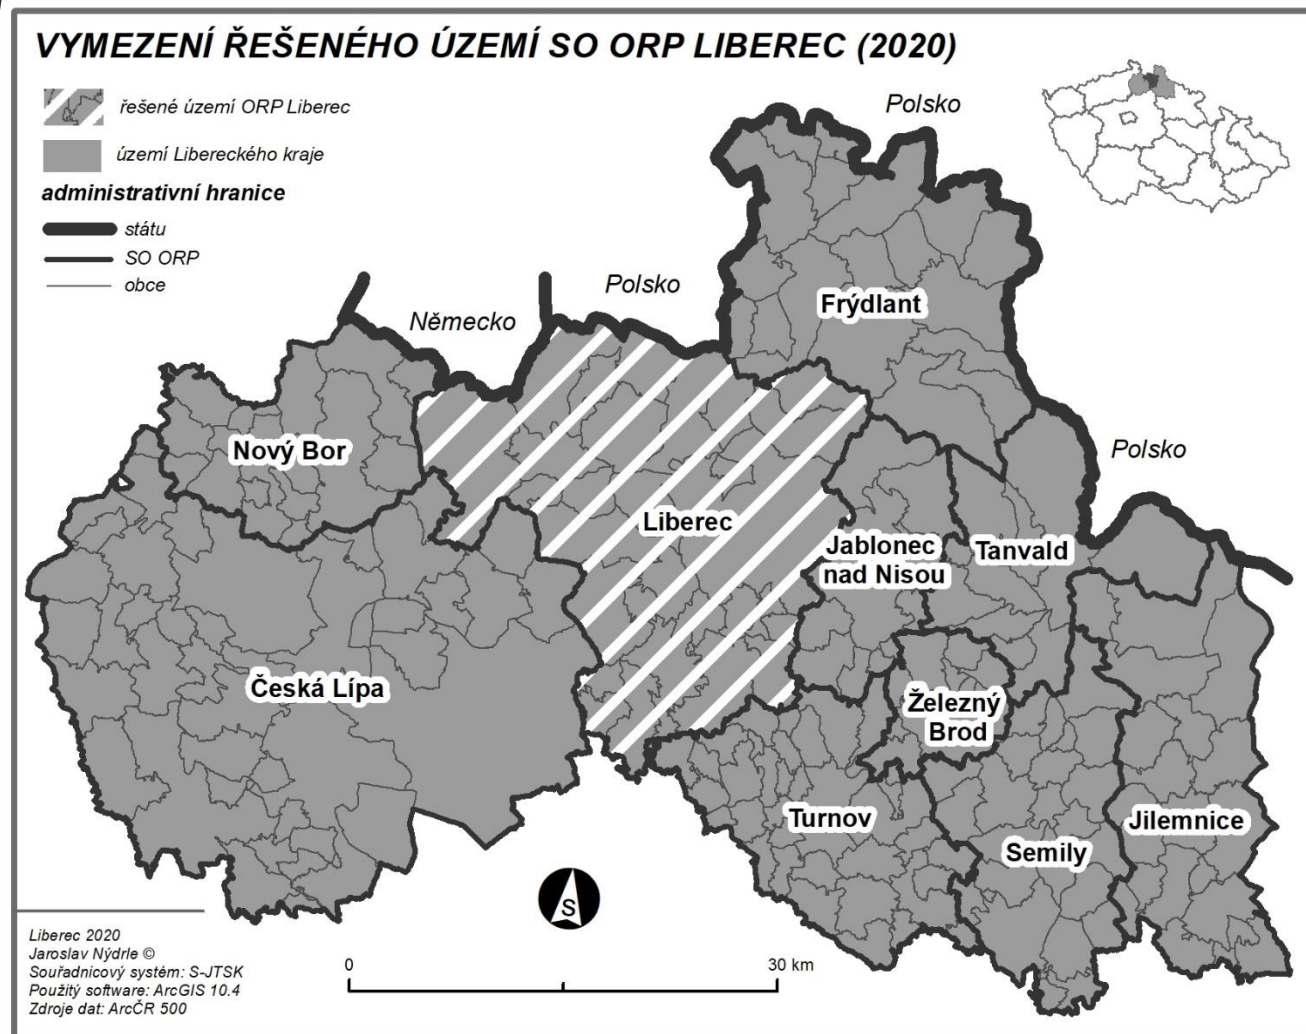 VYMEZENÍ ŘEŠENÉHO ÚZEMÍ SO ORP LIBEREC (2020)
řešené území ORP Liberec
území Libereckého kraje
administrativní hranice
státu
SO ORP
obce
Polsko
Polsko
Německo
Polsko
Frýdlant
Nový Bor
Liberec
Jablonec
nad Nisou
Tanvald
Česká Lípa
Železný
Brod
Turnov
Semily
Jilemnice
S
0
30 km
Liberec 2020
Jaroslav Nýdrle ©
Souřadnicový systém: S-JTSK
Použitý software: ArcGIS 10.4
Zdroje dat: ArcČR 500